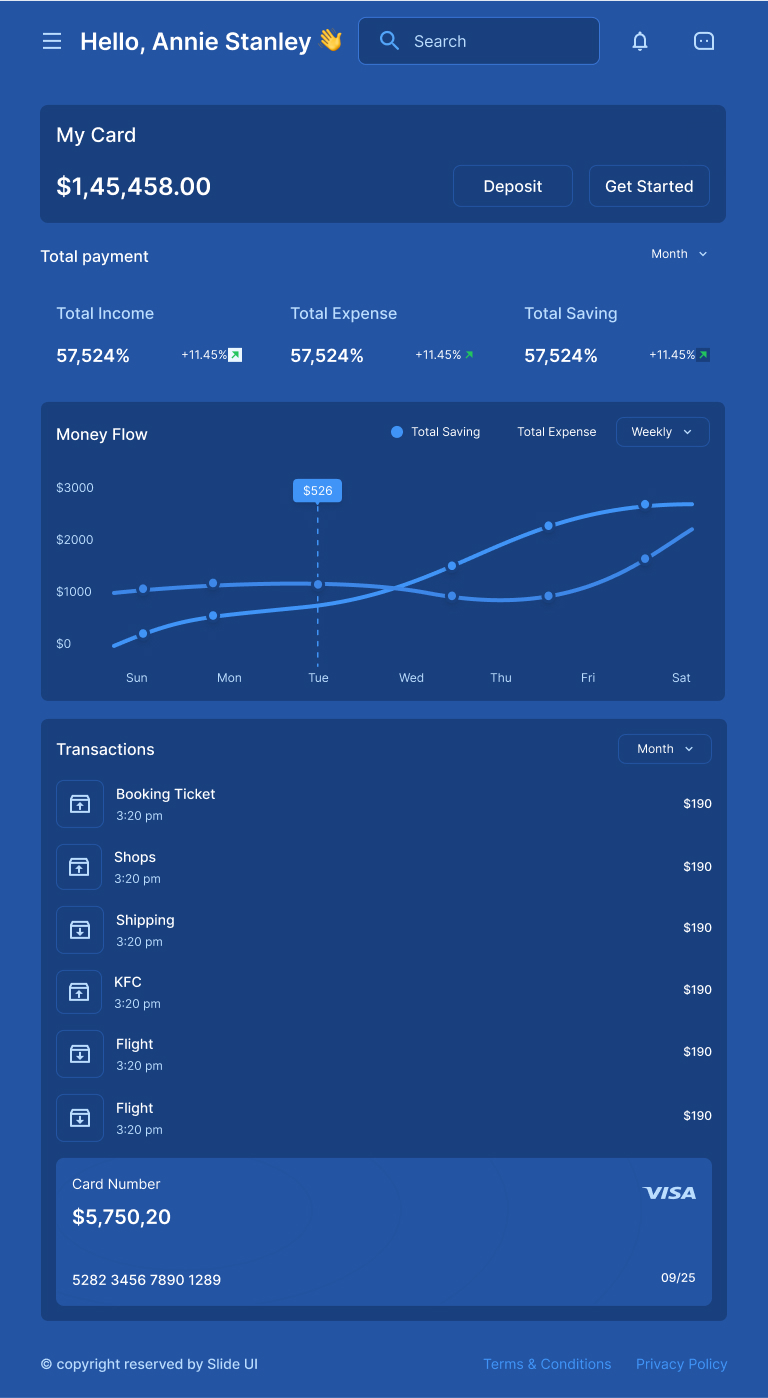 Hello, Annie Stanley 👋
Search
My Card
$1,45,458.00
Deposit
Get Started
Total payment
Month
Total Income
57,524%
+11.45%
Total Expense
57,524%
+11.45%
Total Saving
57,524%
+11.45%
Money Flow
Total Saving
Total Expense
Weekly
$3000
$2000
$1000
$0
$526
Sun
Mon
Tue
Wed
Thu
Fri
Sat
Transactions
Month
Booking Ticket
3:20 pm
$190
Shops
3:20 pm
$190
Shipping
3:20 pm
$190
KFC
3:20 pm
$190
Flight
3:20 pm
$190
Flight
3:20 pm
$190
Card Number
VISA
$5,750,20
5282 3456 7890 1289
09/25
© copyright reserved by Slide UI
Terms & Conditions
Privacy Policy